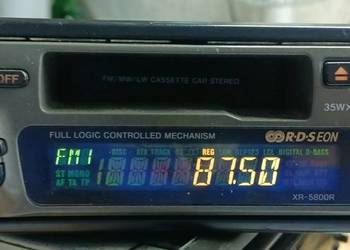 OFF
FM/MW/LW CASSETTE CAR STEREO
35W×
FULL LOGIC CONTROLLED MECHANISM
R·D·S EON
REG
FM1
87.50
ST MONO
AF TA TP
XR-5800R